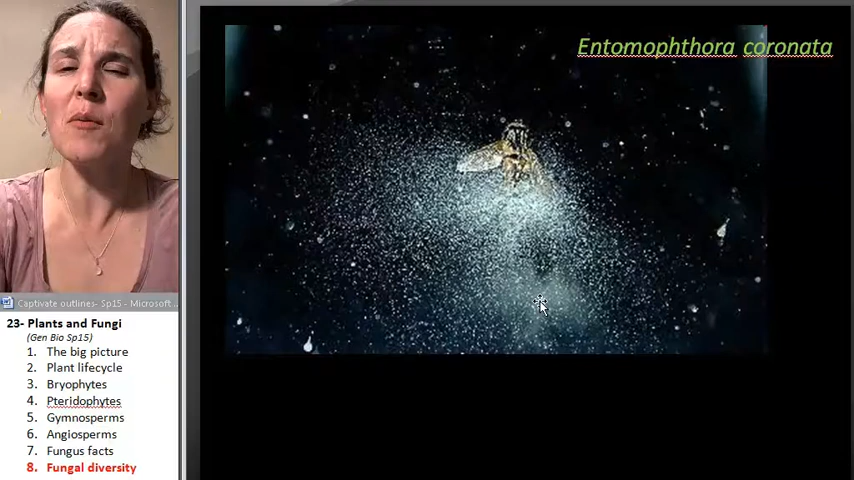 Entomophthora coronata
Captivate outlines- Sp15 - Microsoft ...
23- Plants and Fungi
(Gen Bio Sp15)
1. The big picture
2. Plant lifecycle
3. Bryophytes
4. Pteridophytes
5. Gymnosperms
6. Angiosperms
7. Fungus facts
8. Fungal diversity